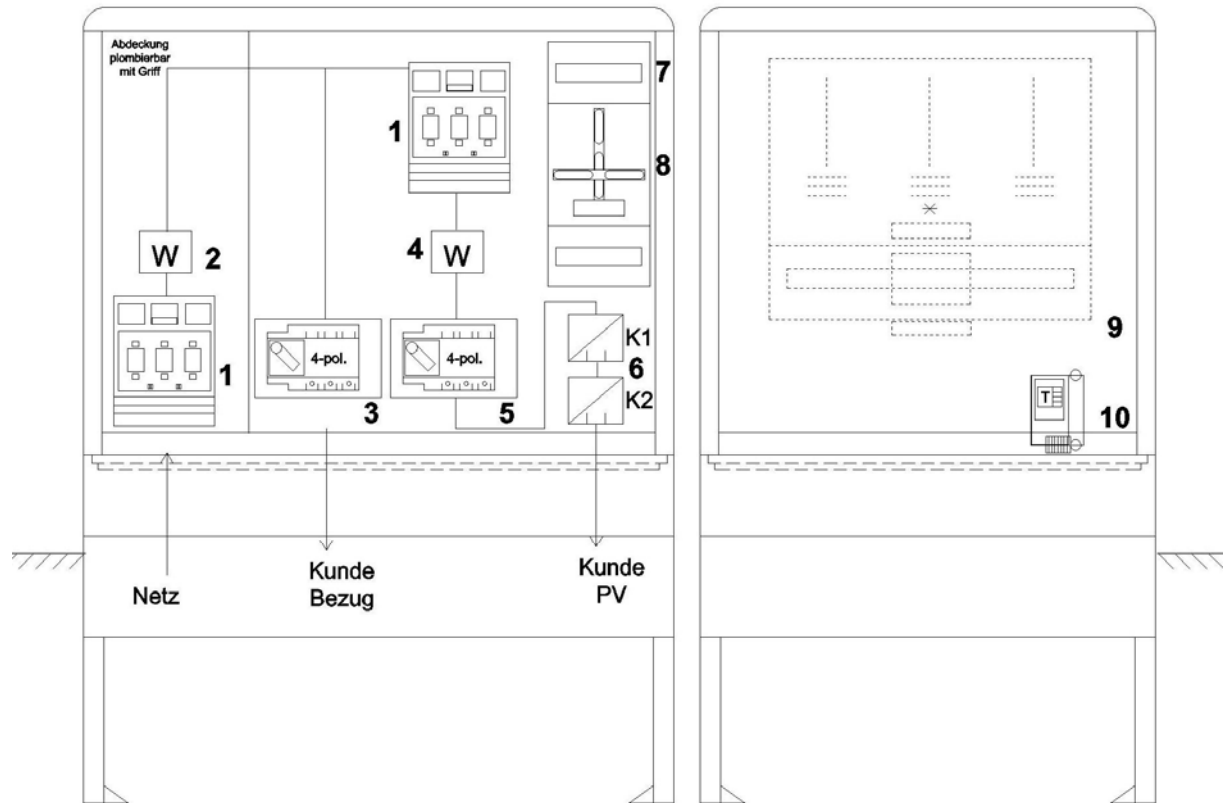 Abdeckung
plombierbar
mit Griff
7
1
8
W
2
4
W
K1
6
K2
4-pol.
4-pol.
1
3
5
9
T
10
Netz
Kunde
Bezug
Kunde
PV